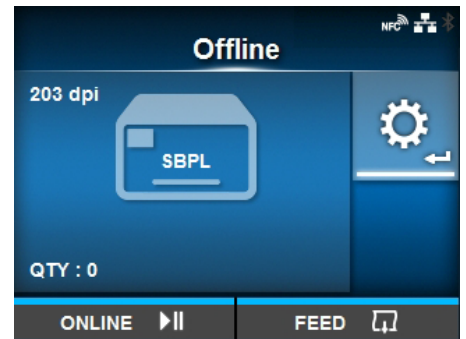 NFC
Offline
203 dpi
SBPL
QTY : 0
ONLINE
FEED